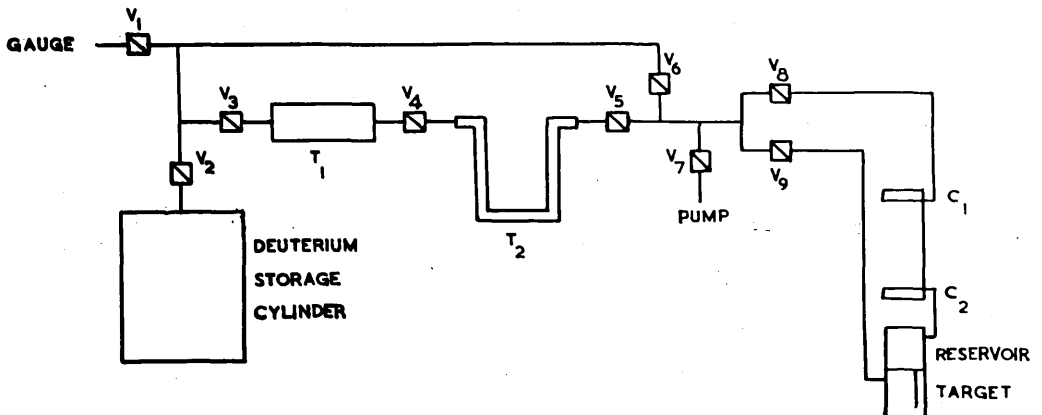 GAUGE
V1
V2
V3
T1
V4
T2
V5
V6
V7
PUMP
V8
V9
C1
C2
DEUTERIUM
STORAGE
CYLINDER
RESERVOIR
TARGET